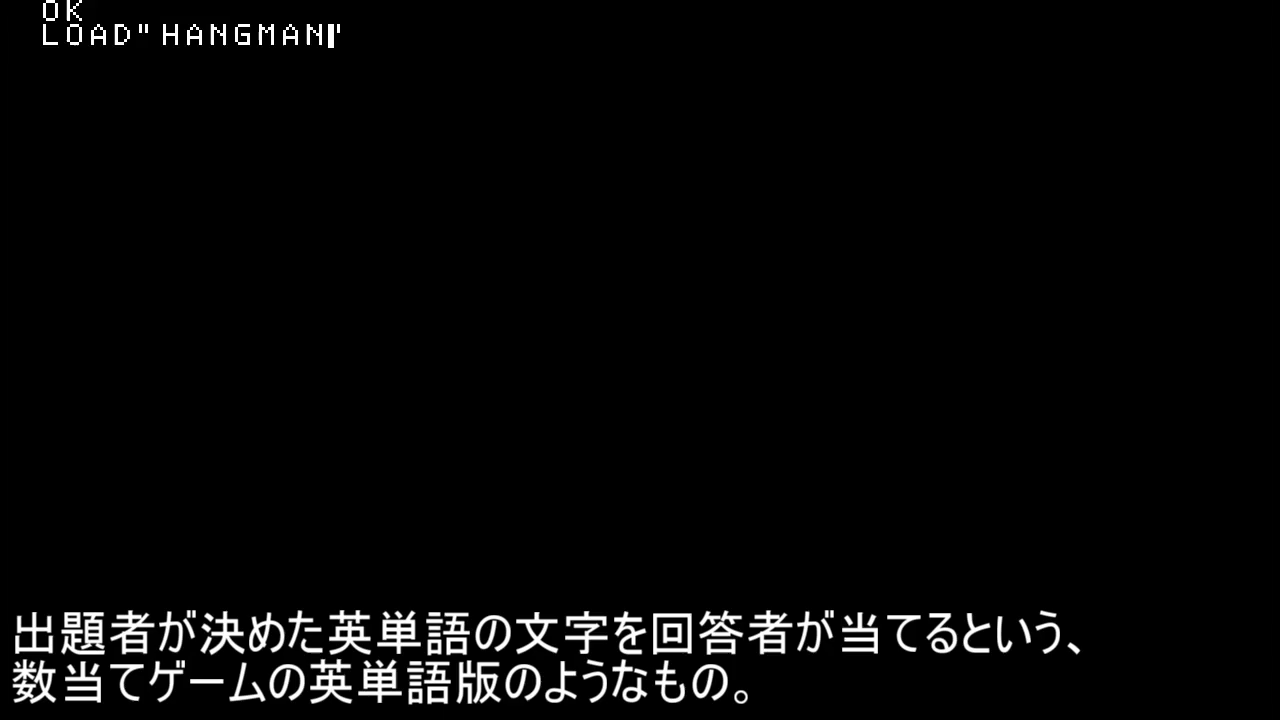 OK
LOAD"HANGMAN"
出題者が決めた英単語の文字を回答者が当てるという、
数当てゲームの英単語版のようなもの。